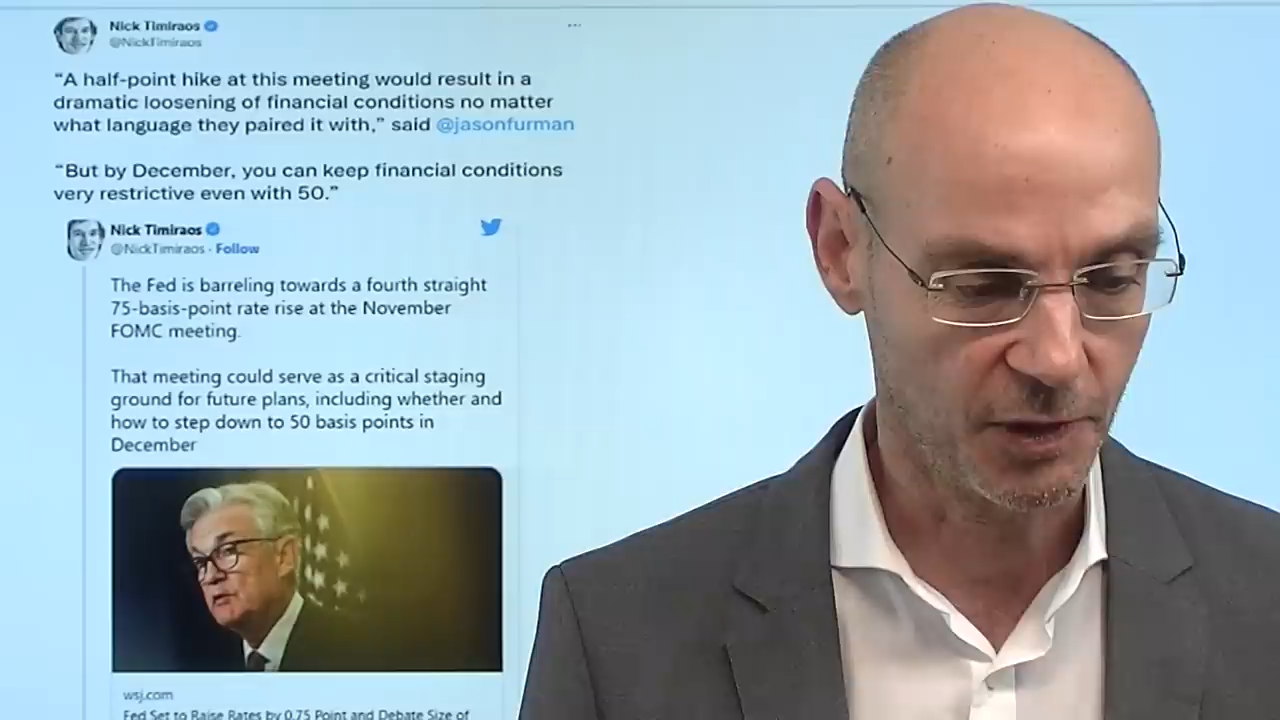 Nick Timiraos
@NickTimiraos
...
“A half-point hike at this meeting would result in a
dramatic loosening of financial conditions no matter
what language they paired it with,” said @jasonfurman
“But by December, you can keep financial conditions
very restrictive even with 50.”
Nick Timiraos
@NickTimiraos · Follow
The Fed is barreling towards a fourth straight
75-basis-point rate rise at the November
FOMC meeting.
That meeting could serve as a critical staging
ground for future plans, including whether and
how to step down to 50 basis points in
December
wsj.com
Fed Set to Raise Rates by 0.75 Point and Debate Size of